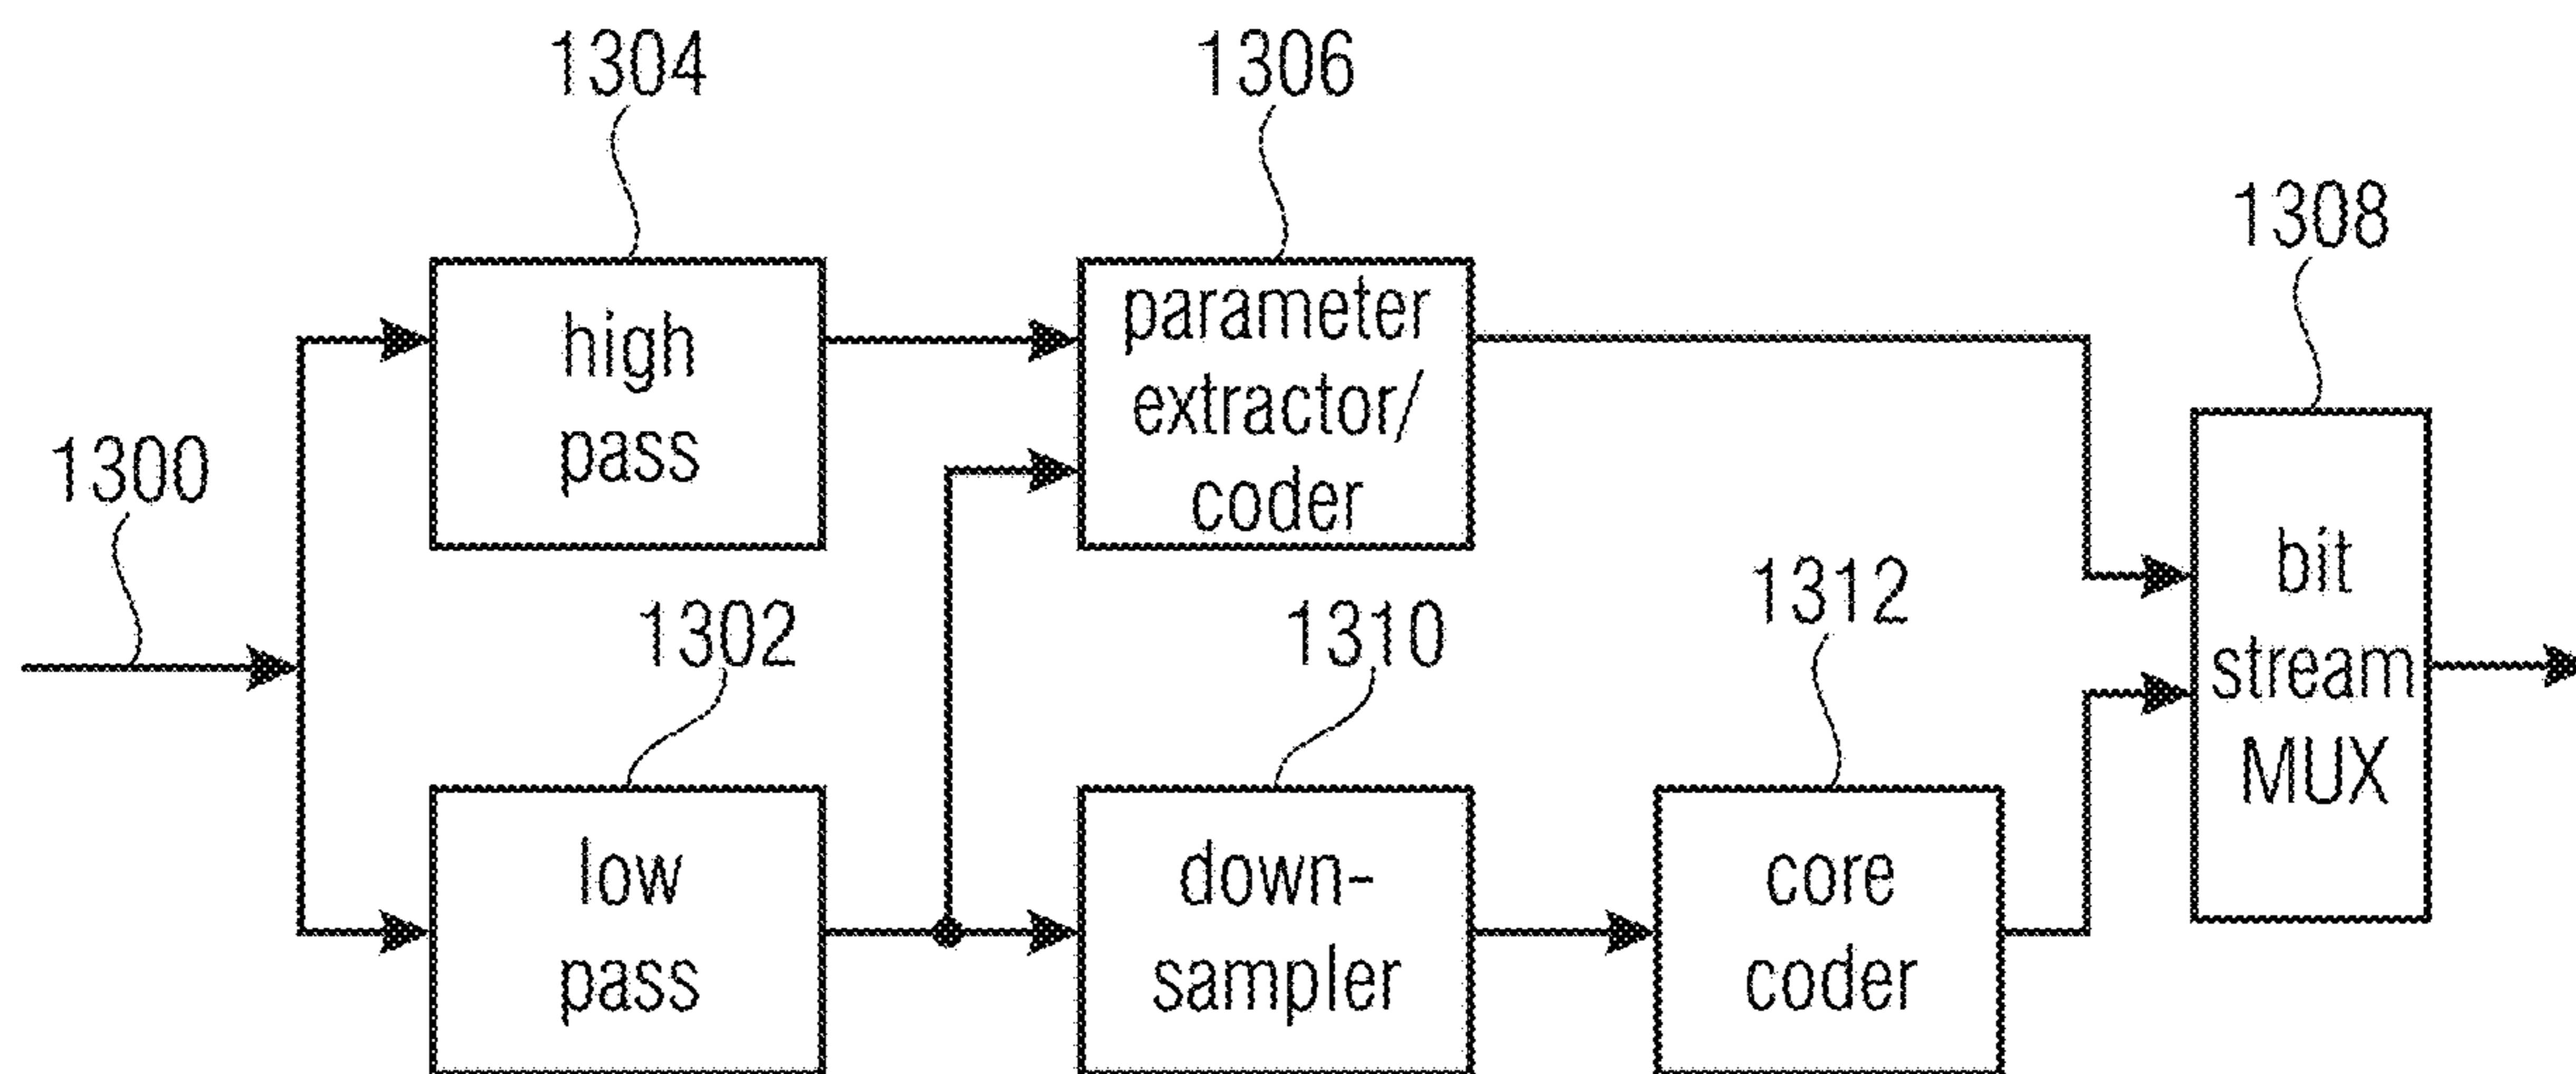 1304
1306
1308
high
pass
parameter
extractor/
coder
1300
1302
1310
1312
bit
stream
MUX
low
pass
down-
sampler
core
coder